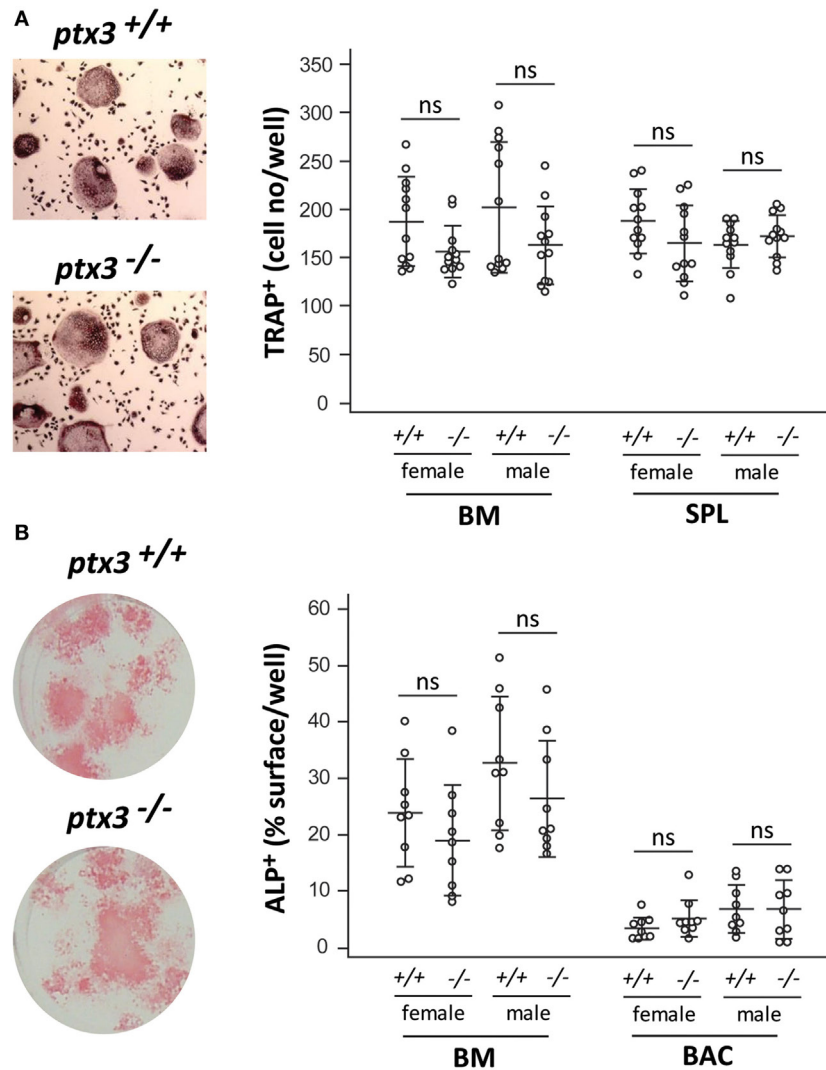 A
ptx3 +/+
ptx3 -/-
TRAP+ (cell no/well)
350
300
250
200
150
100
50
0
ns
ns
ns
ns
+/+ -/- +/+ -/- +/+ -/- +/+ -/-
female male female male
BM SPL
B
ptx3 +/+
ptx3 -/-
ALP+ (% surface/well)
60
50
40
30
20
10
0
ns
ns
ns
ns
+/+ -/- +/+ -/- +/+ -/- +/+ -/-
female male female male
BM BAC